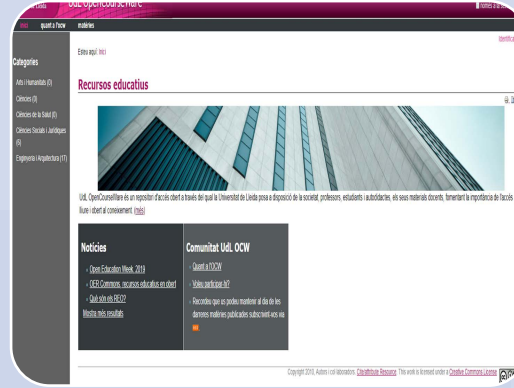 UdL OpenCourseWare
inici quant a l'ocw matèries
Identifica
Esteu aquí: Inici
Categories
Arts i Humanitats (0)
Ciències (0)
Ciències de la Salut (0)
Ciències Socials i Jurídiques
(5)
Enginyeria i Arquitectura (17)
Recursos educatius
UdL OpenCourseWare és un repositori d'accés obert a través del qual la Universitat de Lleida posa a disposició de la societat, professors, estudiants i autodidactes, els seus materials docents, fomentant la importància de l'accés
lliure i obert al coneixement. (més)
Notícies
Open Education Week 2019
OER Commons, recursos educatius en obert
Què són els REO?
Mostra més resultats
Comunitat UdL OCW
Quant a l'OCW
Voleu participar-hi?
Recordeu que us podeu mantenir al dia de les
darreres matèries publicades subscrivint-vos via
Copyright 2010, Autors i col·laboradors. Cite/attribute Resource. This work is licensed under a Creative Commons License